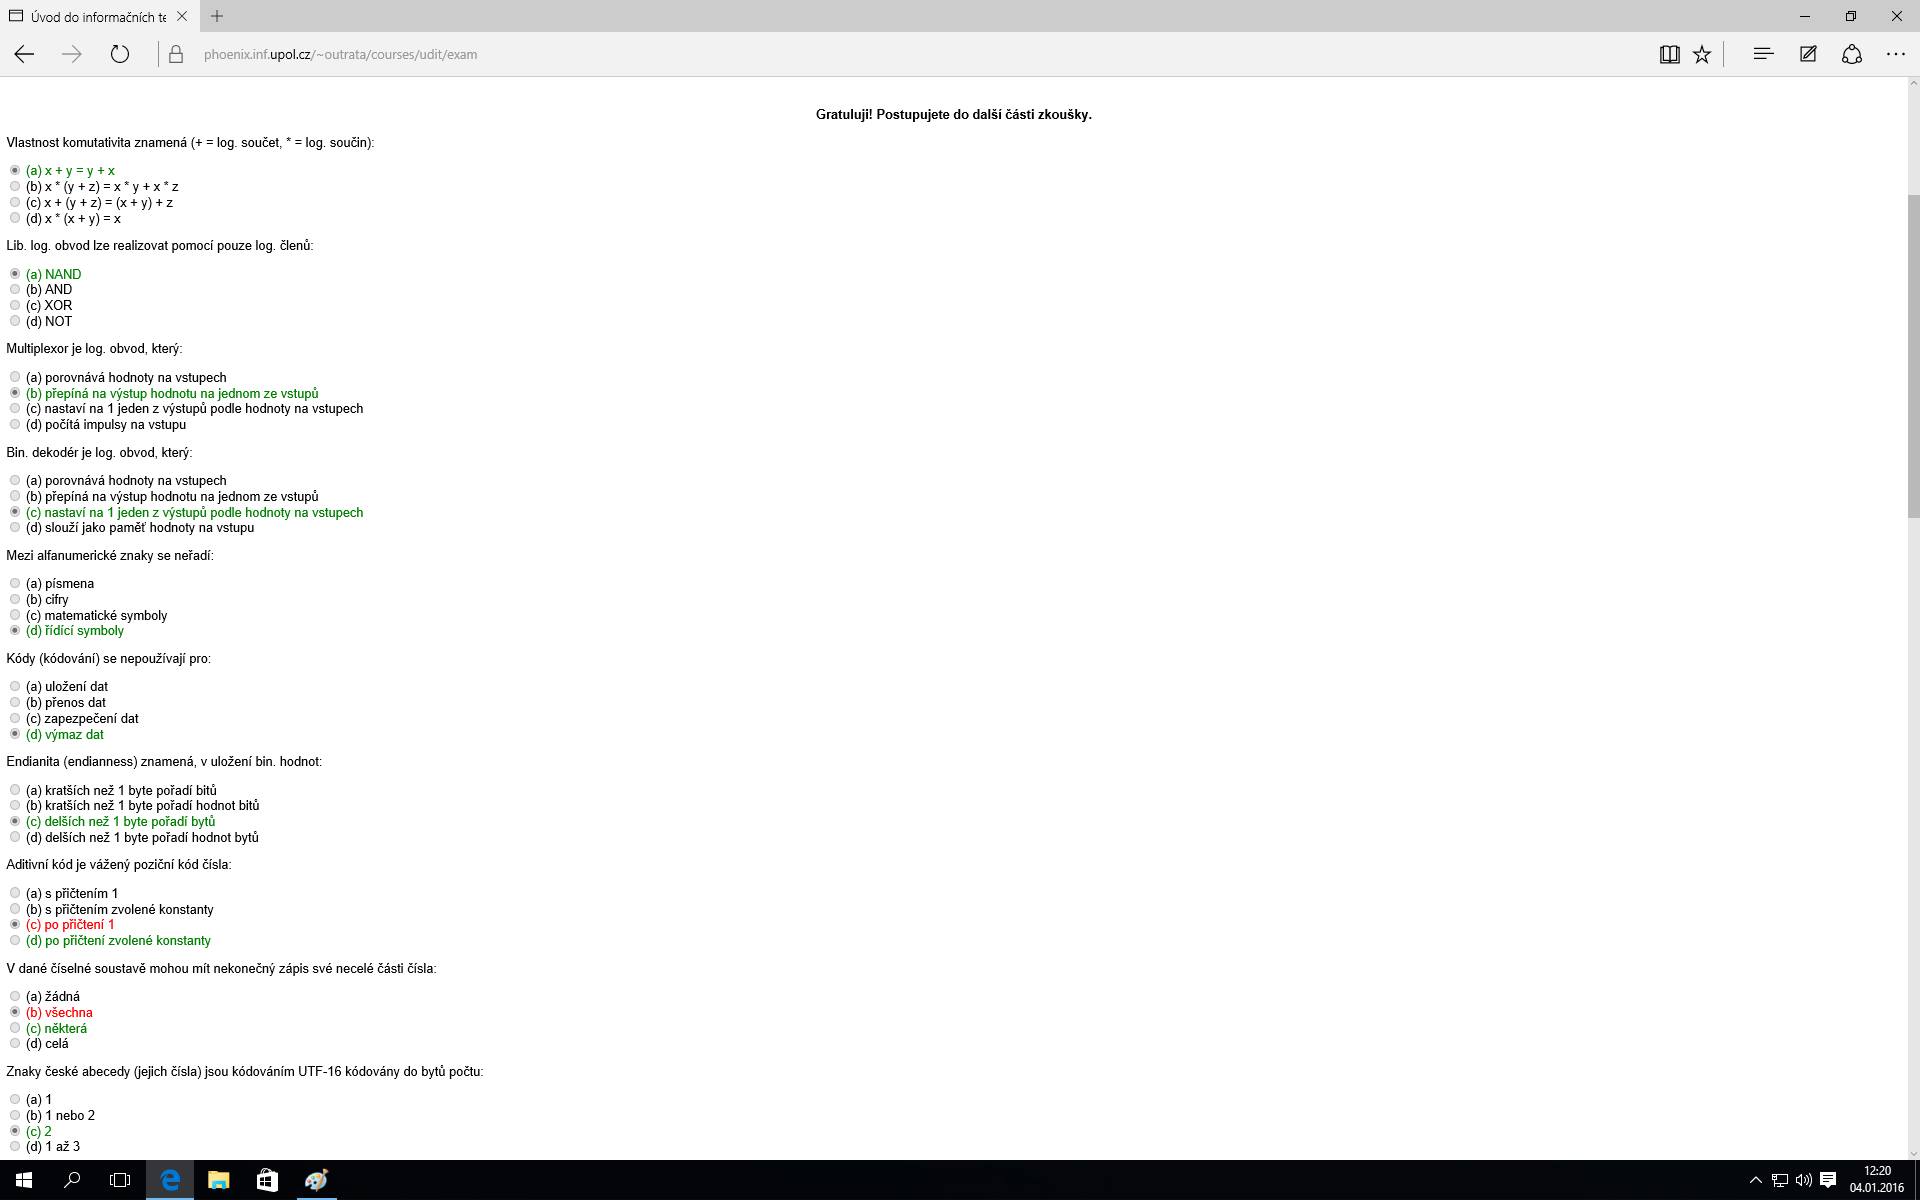 Úvod do informačních te
phoenix.inf.upol.cz/~outrata/courses/udit/exam
Gratuluji! Postupujete do další části zkoušky.
Vlastnost komutativita znamená (+ = log. součet, * = log. součin):
(a) x + y = y + x
(b) x * (y + z) = x * y + x * z
(c) x + (y + z) = (x + y) + z
(d) x * (x + y) = x
Lib. log. obvod lze realizovat pomocí pouze log. členů:
(a) NAND
(b) AND
(c) XOR
(d) NOT
Multiplexor je log. obvod, který:
(a) porovnává hodnoty na vstupech
(b) přepíná na výstup hodnotu na jednom ze vstupů
(c) nastaví na 1 jeden z výstupů podle hodnoty na vstupech
(d) počítá impulsy na vstupu
Bin. dekodér je log. obvod, který:
(a) porovnává hodnoty na vstupech
(b) přepíná na výstup hodnotu na jednom ze vstupů
(c) nastaví na 1 jeden z výstupů podle hodnoty na vstupech
(d) slouží jako paměť hodnoty na vstupu
Mezi alfanumerické znaky se neřadí:
(a) písmena
(b) cifry
(c) matematické symboly
(d) řídící symboly
Kódy (kódování) se nepoužívají pro:
(a) uložení dat
(b) přenos dat
(c) zapezpečení dat
(d) výmaz dat
Endianita (endianness) znamená, v uložení bin. hodnot:
(a) kratších než 1 byte pořadí bitů
(b) kratších než 1 byte pořadí hodnot bitů
(c) delších než 1 byte pořadí bytů
(d) delších než 1 byte pořadí hodnot bytů
Aditivní kód je vážený poziční kód čísla:
(a) s přičtením 1
(b) s přičtením zvolené konstanty
(c) po přičtení 1
(d) po přičtení zvolené konstanty
V dané číselné soustavě mohou mít nekonečný zápis své necelé části čísla:
(a) žádná
(b) všechna
(c) některá
(d) celá
Znaky české abecedy (jejich čísla) jsou kódováním UTF-16 kódovány do bytů počtu:
(a) 1
(b) 1 nebo 2
(c) 2
(d) 1 až 3
12:20
04.01.2016